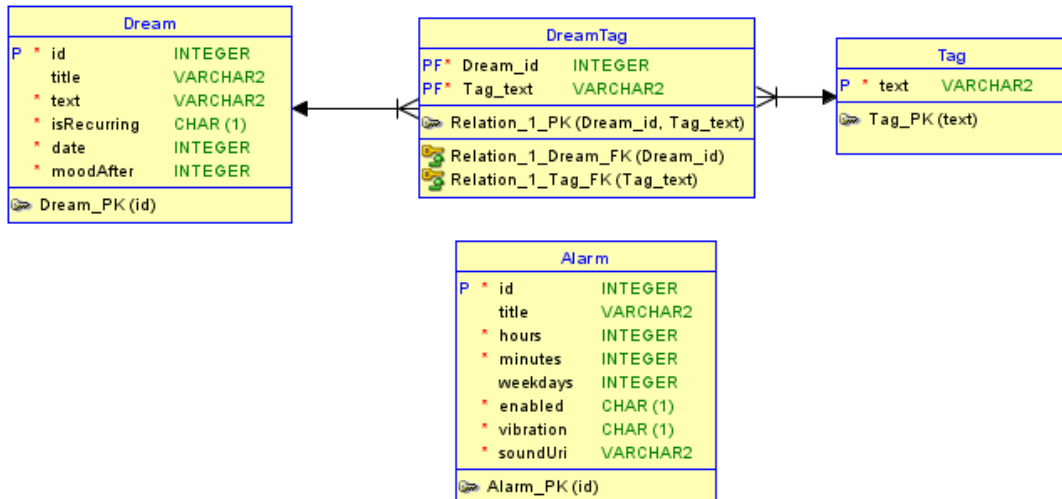 Dream
P * id INTEGER
title VARCHAR2
* text VARCHAR2
* isRecurring CHAR (1)
* date INTEGER
* moodAfter INTEGER
Dream_PK (id)
DreamTag
PF* Dream_id INTEGER
PF* Tag_text VARCHAR2
Relation_1_PK (Dream_id, Tag_text)
Relation_1_Dream_FK (Dream_id)
Relation_1_Tag_FK (Tag_text)
Tag
P * text VARCHAR2
Tag_PK (text)
Alarm
P * id INTEGER
title VARCHAR2
* hours INTEGER
* minutes INTEGER
weekdays INTEGER
* enabled CHAR (1)
* vibration CHAR (1)
* soundUri VARCHAR2
Alarm_PK (id)